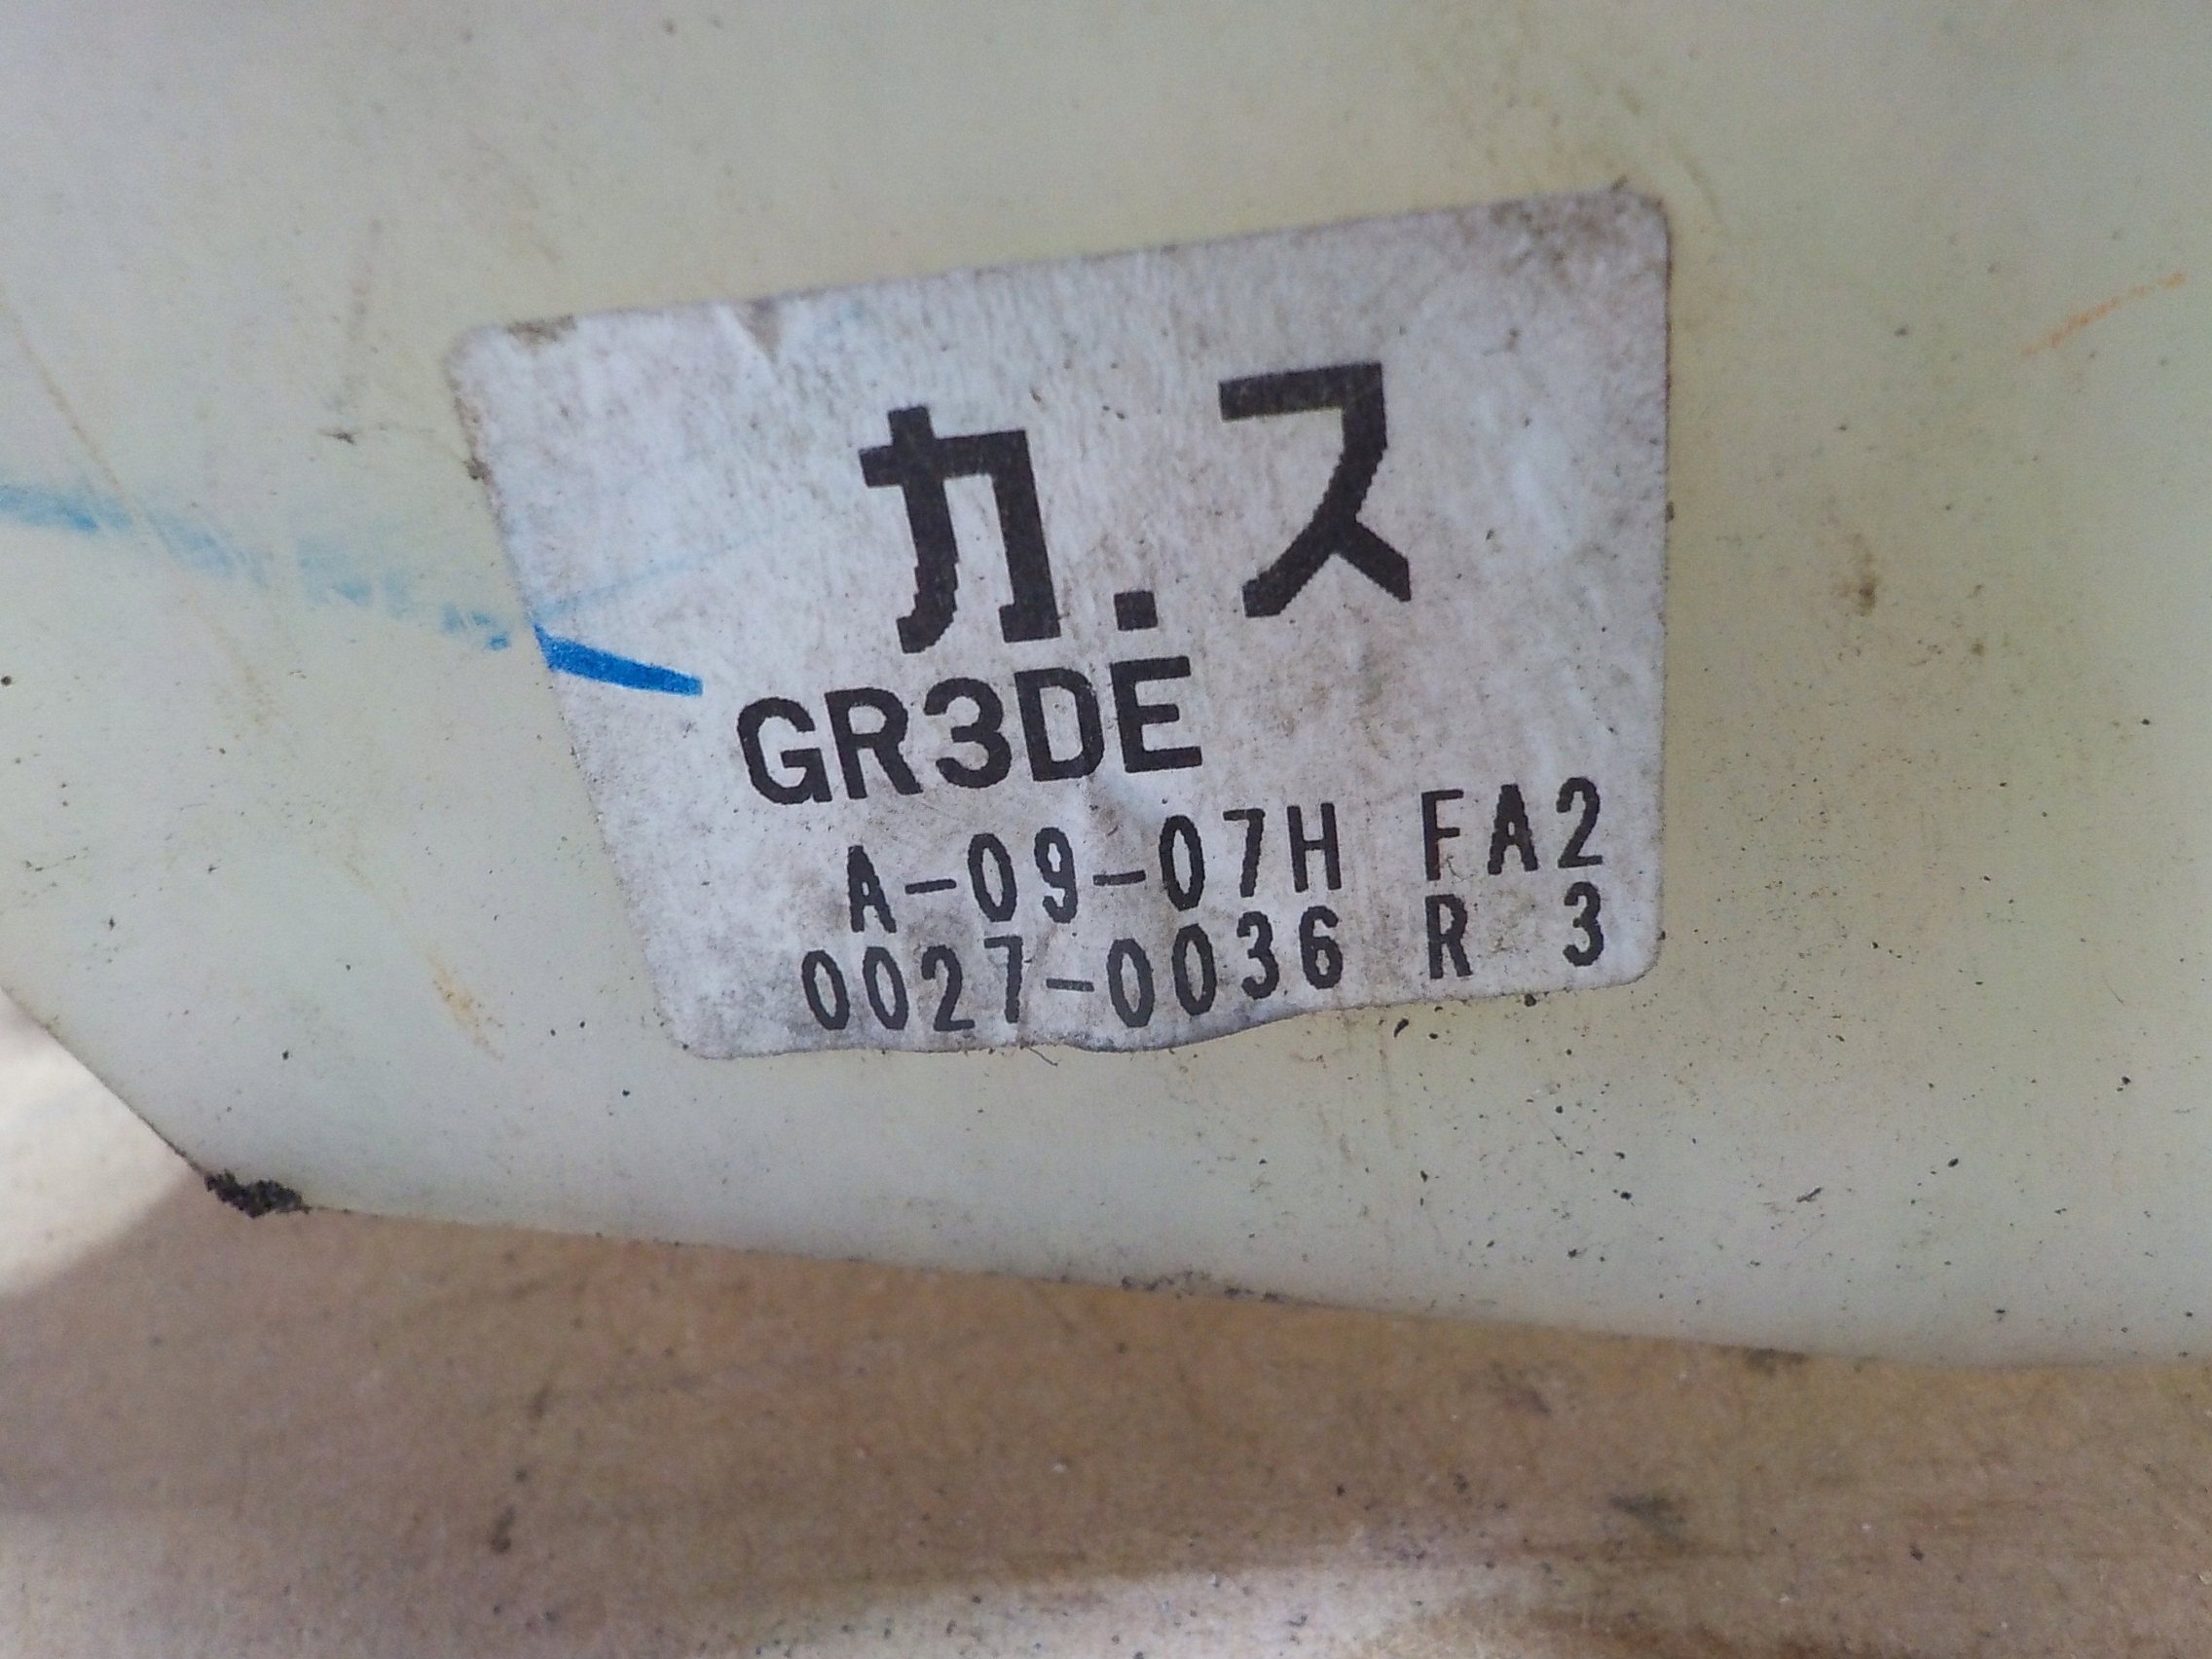 カ.ス
GR3DE
A-09-07H FA2
0027-0036 R 3